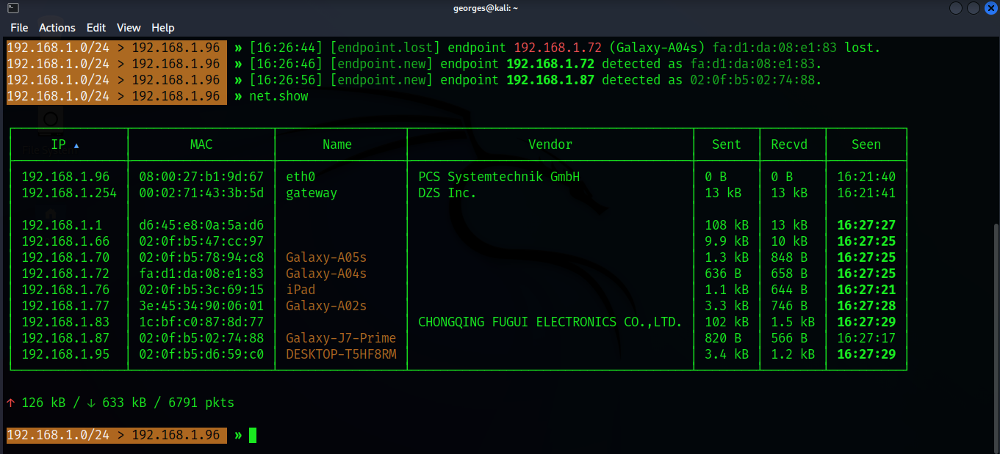 georges@kali: ~
File Actions Edit View Help
192.168.1.0/24 > 192.168.1.96 » [16:26:44] [endpoint.lost] endpoint 192.168.1.72 (Galaxy-A04s) fa:d1:da:08:e1:83 lost.
192.168.1.0/24 > 192.168.1.96 » [16:26:46] [endpoint.new] endpoint 192.168.1.72 detected as fa:d1:da:08:e1:83.
192.168.1.0/24 > 192.168.1.96 » [16:26:56] [endpoint.new] endpoint 192.168.1.87 detected as 02:0f:b5:02:74:88.
192.168.1.0/24 > 192.168.1.96 » net.show
IP ▲ MAC Name Vendor Sent Recvd Seen
192.168.1.96 08:00:27:b1:9d:67 eth0 PCS Systemtechnik GmbH 0 B 0 B 16:21:40
192.168.1.254 00:02:71:43:3b:5d gateway DZS Inc. 13 kB 13 kB 16:21:41
192.168.1.1 d6:45:e8:0a:5a:d6 108 kB 13 kB 16:27:27
192.168.1.66 02:0f:b5:47:cc:97 9.9 kB 10 kB 16:27:25
192.168.1.70 02:0f:b5:78:94:c8 Galaxy-A05s 1.3 kB 848 B 16:27:25
192.168.1.72 fa:d1:da:08:e1:83 Galaxy-A04s 636 B 658 B 16:27:25
192.168.1.76 02:0f:b5:3c:69:15 iPad 1.1 kB 644 B 16:27:21
192.168.1.77 3e:45:34:90:06:01 Galaxy-A02s 3.3 kB 746 B 16:27:28
192.168.1.83 1c:bf:c0:87:8d:77 CHONGQING FUGUI ELECTRONICS CO.,LTD. 102 kB 1.5 kB 16:27:29
192.168.1.87 02:0f:b5:02:74:88 Galaxy-J7-Prime 820 B 566 B 16:27:17
192.168.1.95 02:0f:b5:d6:59:c0 DESKTOP-T5HF8RM 3.4 kB 1.2 kB 16:27:29
↑ 126 kB / ↓ 633 kB / 6791 pkts
192.168.1.0/24 > 192.168.1.96 »